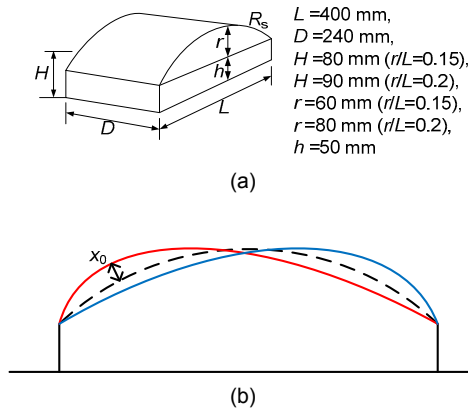 R_s
r
H
h
D
L
L =400 mm,
D =240 mm,
H =80 mm (r/L=0.15),
H =90 mm (r/L=0.2),
r =60 mm (r/L=0.15),
r =80 mm (r/L=0.2),
h =50 mm
(a)
x_0
(b)